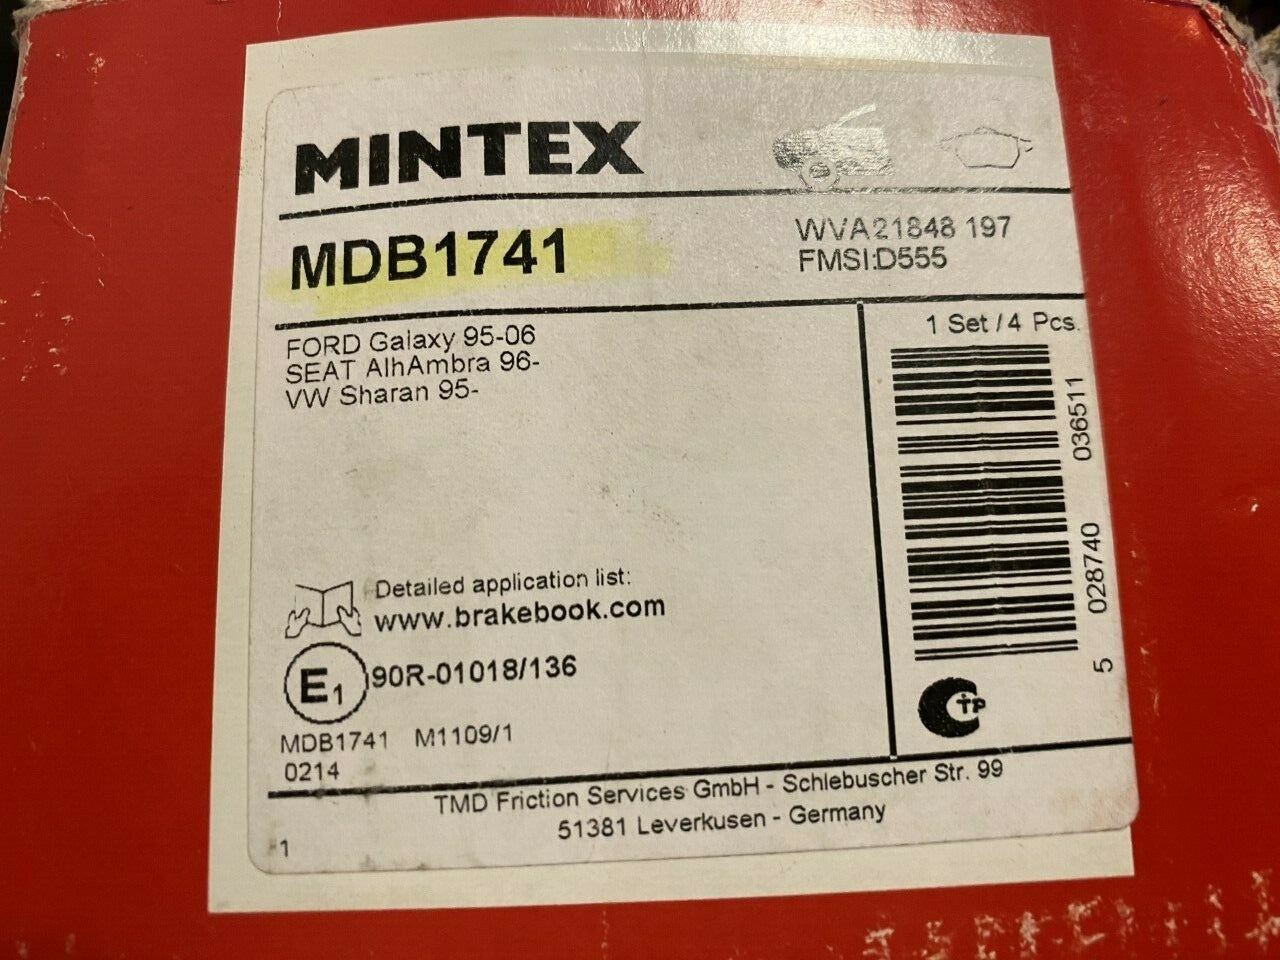 MINTEX
MDB1741
WVA21848 197
FMSI:D555
FORD Galaxy 95-06
SEAT AlhAmbra 96-
VW Sharan 95-
1 Set / 4 Pcs.
5 028740 036511
Detailed application list:
www.brakebook.com
E1 90R-01018/136
MDB1741 M1109/1
0214
TP
TMD Friction Services GmbH - Schlebuscher Str. 99
51381 Leverkusen - Germany
1